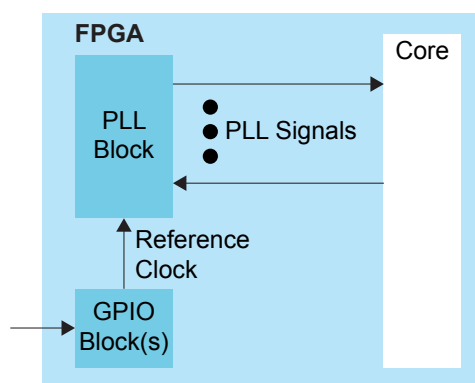 FPGA
Core
PLL
Block
PLL Signals
Reference
Clock
GPIO
Block(s)